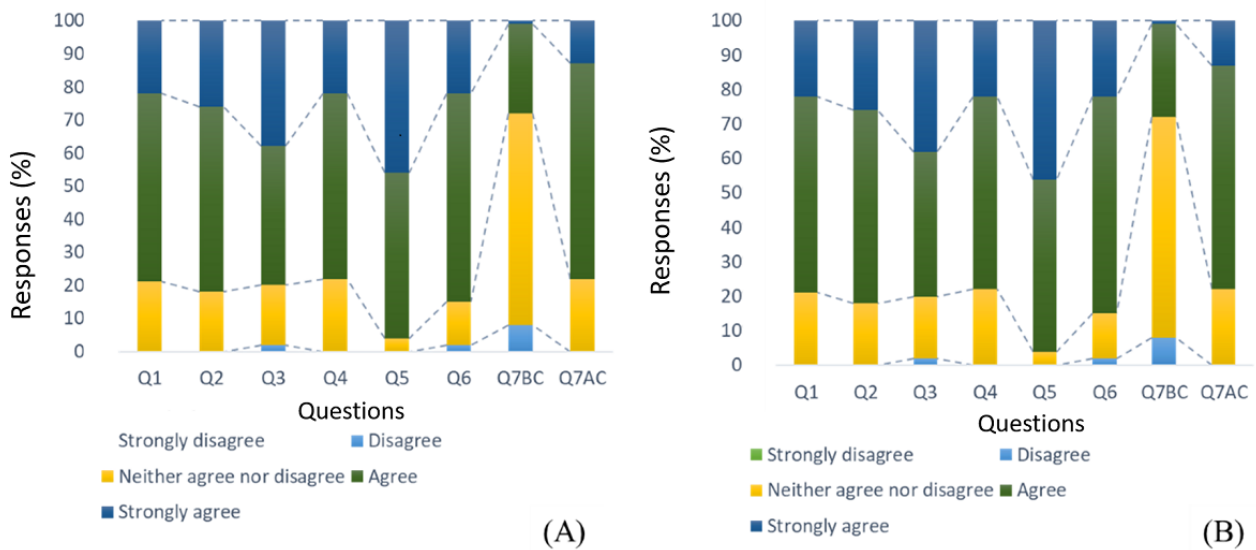 100
90
80
70
60
50
40
30
20
10
0
Responses (%)
Q1 Q2 Q3 Q4 Q5 Q6 Q7BC Q7AC
Questions
Strongly disagree Disagree
Neither agree nor disagree Agree
Strongly agree
(A)
100
90
80
70
60
50
40
30
20
10
0
Responses (%)
Q1 Q2 Q3 Q4 Q5 Q6 Q7BC Q7AC
Questions
Strongly disagree Disagree
Neither agree nor disagree Agree
Strongly agree
(B)